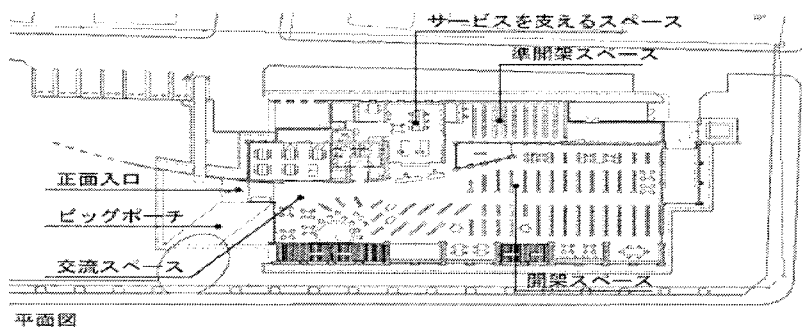 サービスを支えるスペース
準開架スペース
正面入口
ビッグポーチ
交流スペース
開架スペース
平面図